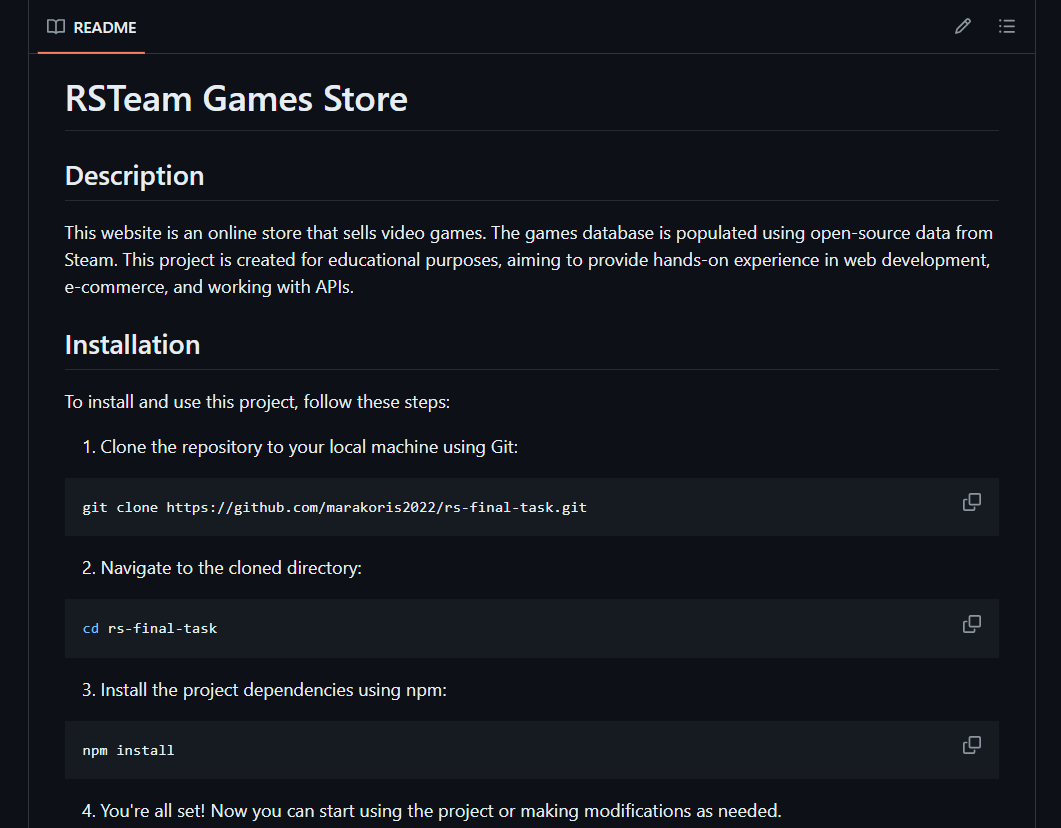 README
RSTeam Games Store
Description
This website is an online store that sells video games. The games database is populated using open-source data from
Steam. This project is created for educational purposes, aiming to provide hands-on experience in web development,
e-commerce, and working with APIs.
Installation
To install and use this project, follow these steps:
1. Clone the repository to your local machine using Git:
git clone https://github.com/marakoris2022/rs-final-task.git
2. Navigate to the cloned directory:
cd rs-final-task
3. Install the project dependencies using npm:
npm install
4. You're all set! Now you can start using the project or making modifications as needed.